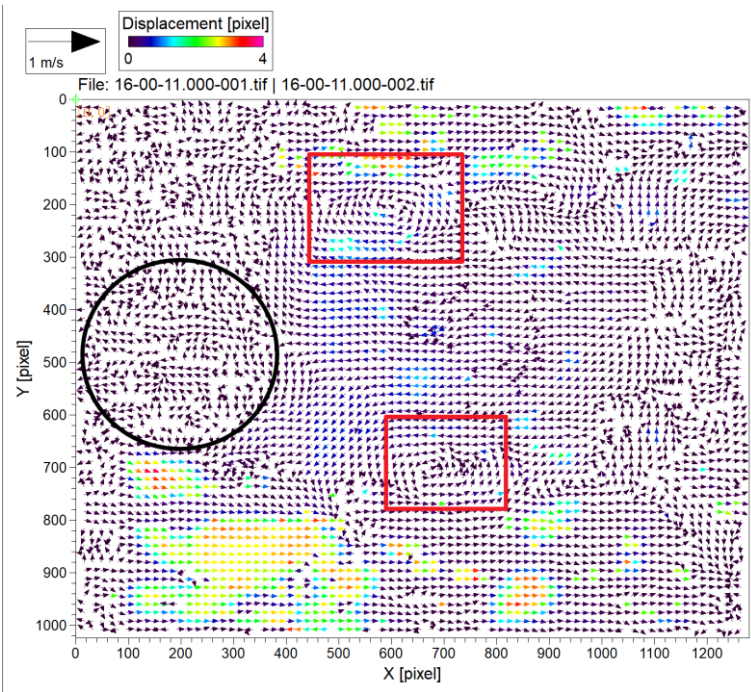 Displacement [pixel]
0 4
1 m/s
File: 16-00-11.000-001.tif | 16-00-11.000-002.tif
[0,0]
0
100
200
300
400
500
600
700
800
900
1000
Y [pixel]
0 100 200 300 400 500 600 700 800 900 1000 1100 1200
X [pixel]